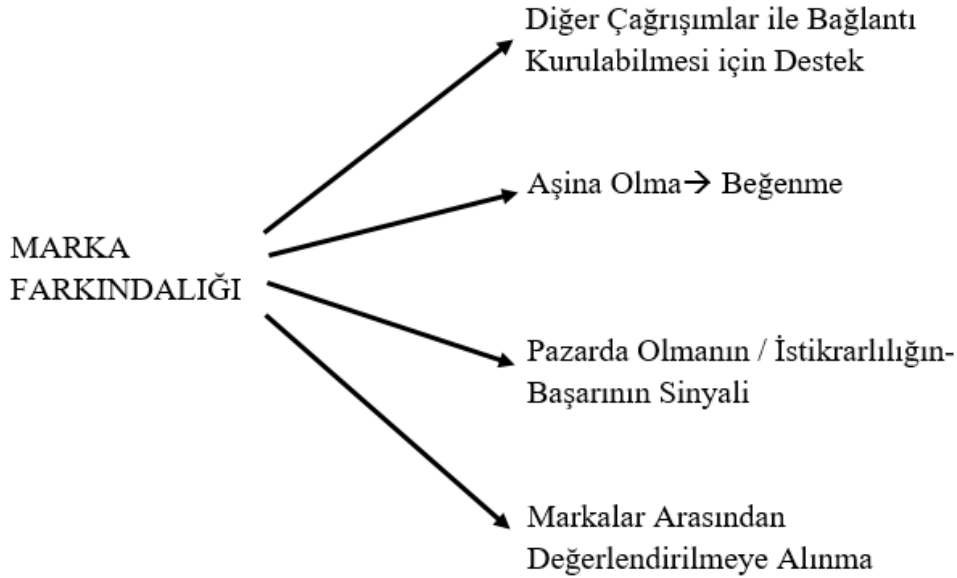 Diğer Çağrışımlar ile Bağlantı
Kurulabilmesi için Destek
Aşina Olma→ Beğenme
MARKA
FARKINDALIĞI
Pazarda Olmanın / İstikrarlılığın-
Başarının Sinyali
Markalar Arasından
Değerlendirilmeye Alınma